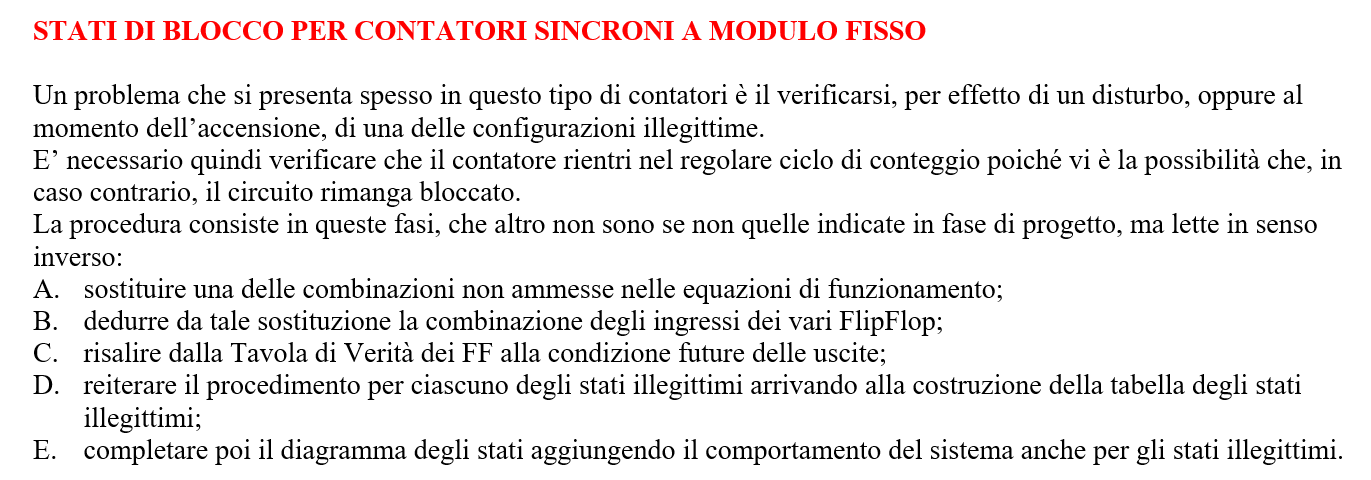 STATI DI BLOCCO PER CONTATORI SINCRONI A MODULO FISSO
Un problema che si presenta spesso in questo tipo di contatori è il verificarsi, per effetto di un disturbo, oppure al
momento dell’accensione, di una delle configurazioni illegittime.
E’ necessario quindi verificare che il contatore rientri nel regolare ciclo di conteggio poiché vi è la possibilità che, in
caso contrario, il circuito rimanga bloccato.
La procedura consiste in queste fasi, che altro non sono se non quelle indicate in fase di progetto, ma lette in senso
inverso:
A. sostituire una delle combinazioni non ammesse nelle equazioni di funzionamento;
B. dedurre da tale sostituzione la combinazione degli ingressi dei vari FlipFlop;
C. risalire dalla Tavola di Verità dei FF alla condizione future delle uscite;
D. reiterare il procedimento per ciascuno degli stati illegittimi arrivando alla costruzione della tabella degli stati
illegittimi;
E. completare poi il diagramma degli stati aggiungendo il comportamento del sistema anche per gli stati illegittimi.